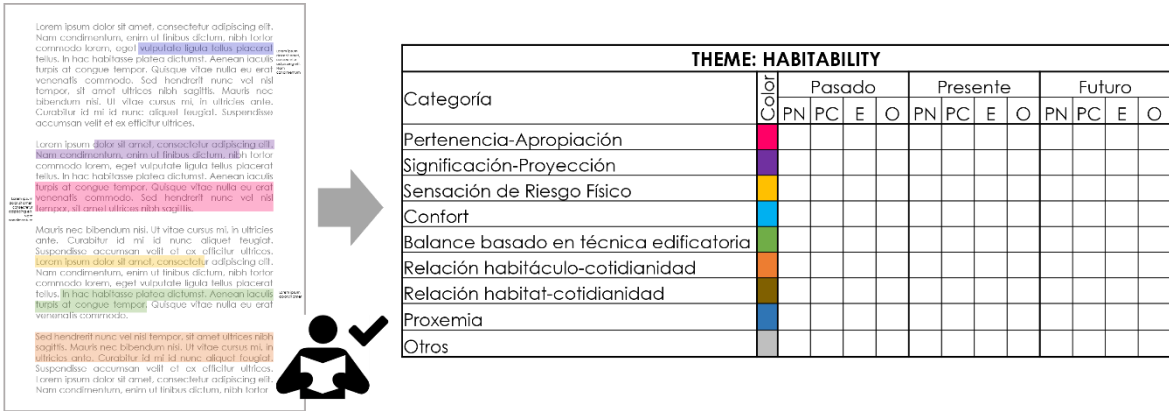 Lorem ipsum dolor sit amet, consectetur adipiscing elit.
Nam condimentum, enim ut finibus dictum, nibh tortor
commodo lorem, eget vulputate ligula tellus placerat
tellus. In hac habitasse platea dictumst. Aenean iaculis
turpis at congue tempor. Quisque vitae nulla eu erat
venenatis commodo. Sed hendrerit nunc vel nisl
tempor, sit amet ultrices nibh sagittis. Mauris nec
bibendum nisi. Ut vitae cursus mi, in ultricies ante.
Curabitur id mi id nunc aliquet feugiat. Suspendisse
accumsan velit et ex efficitur ultrices.
Lorem ipsum dolor sit amet, consectetur adipiscing elit.
Nam condimentum, enim ut finibus dictum, nibh tortor
commodo lorem, eget vulputate ligula tellus placerat
tellus. In hac habitasse platea dictumst. Aenean iaculis
turpis at congue tempor. Quisque vitae nulla eu erat
venenatis commodo. Sed hendrerit nunc vel nisl
tempor, sit amet ultrices nibh sagittis.
Mauris nec bibendum nisi. Ut vitae cursus mi, in ultricies
ante. Curabitur id mi id nunc aliquet feugiat.
Suspendisse accumsan velit et ex efficitur ultrices.
Lorem ipsum dolor sit amet, consectetur adipiscing elit.
Nam condimentum, enim ut finibus dictum, nibh tortor
commodo lorem, eget vulputate ligula tellus placerat
tellus. In hac habitasse platea dictumst. Aenean iaculis
turpis at congue tempor. Quisque vitae nulla eu erat
venenatis commodo.
Sed hendrerit nunc vel nisl tempor, sit amet ultrices nibh
sagittis. Mauris nec bibendum nisi. Ut vitae cursus mi, in
ultricies ante. Curabitur id mi id nunc aliquet feugiat.
Suspendisse accumsan velit et ex efficitur ultrices.
Lorem ipsum dolor sit amet, consectetur adipiscing elit.
Nam condimentum, enim ut finibus dictum, nibh tortor
THEME: HABITABILITY
Categoría Color Pasado Presente Futuro
PN PC E O PN PC E O PN PC E O
Pertenencia-Apropiación
Significación-Proyección
Sensación de Riesgo Físico
Confort
Balance basado en técnica edificatoria
Relación habitáculo-cotidianidad
Relación habitat-cotidianidad
Proxemia
Otros